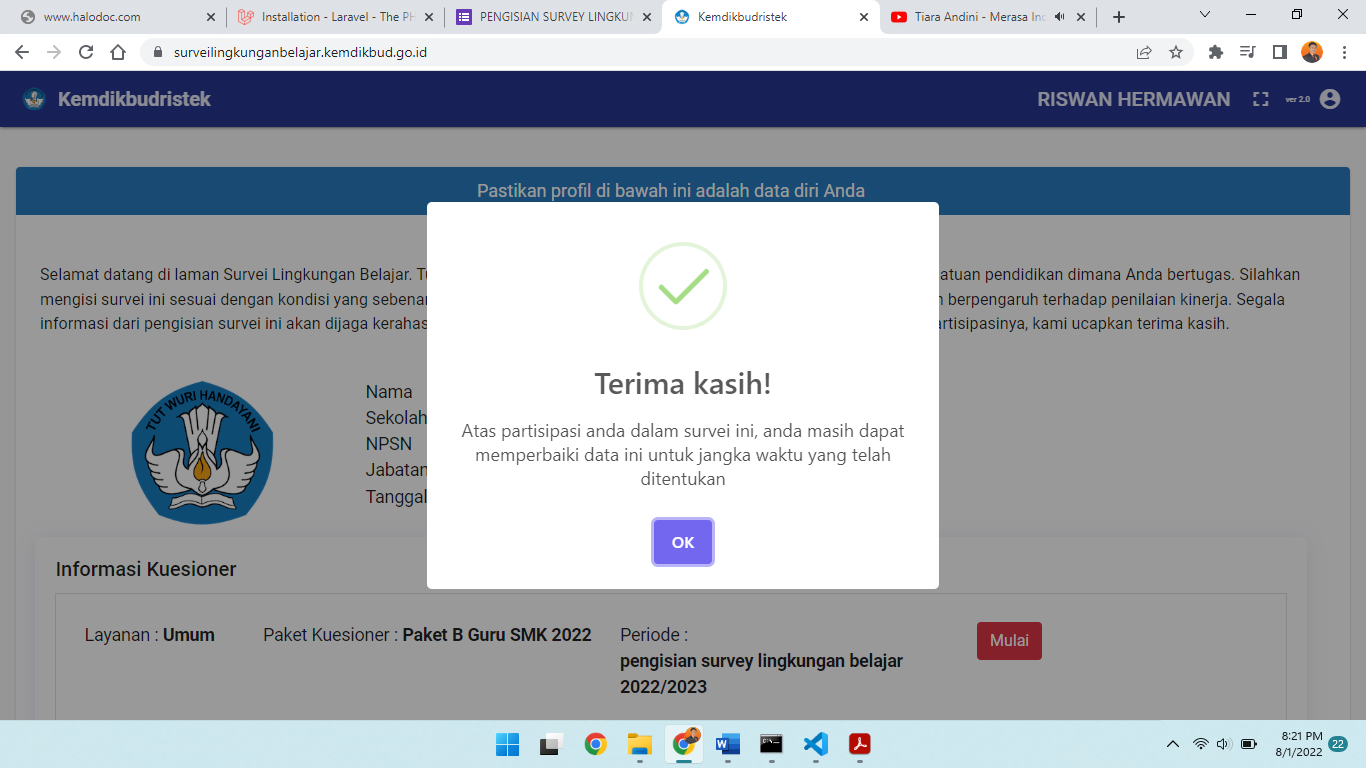 www.halodoc.com
Installation - Laravel - The PH
PENGISIAN SURVEY LINGKUN
Kemdikbudristek
Tiara Andini - Merasa Ind
surveilingkunganbelajar.kemdikbud.go.id
Kemdikbudristek
RISWAN HERMAWAN
ver 2.0
Pastikan profil di bawah ini adalah data diri Anda
Selamat datang di laman Survei Lingkungan Belajar. Tu
atuan pendidikan dimana Anda bertugas. Silahkan
mengisi survei ini sesuai dengan kondisi yang sebenar
n berpengaruh terhadap penilaian kinerja. Segala
informasi dari pengisian survei ini akan dijaga kerahas
artisipasinya, kami ucapkan terima kasih.
Terima kasih!
Atas partisipasi anda dalam survei ini, anda masih dapat
memperbaiki data ini untuk jangka waktu yang telah
ditentukan
OK
TUT WURI HANDAYANI
Nama
Sekolah
NPSN
Jabatan
Tanggal
Informasi Kuesioner
Layanan : Umum
Paket Kuesioner : Paket B Guru SMK 2022
Periode :
pengisian survey lingkungan belajar
2022/2023
Mulai
8:21 PM
8/1/2022
22